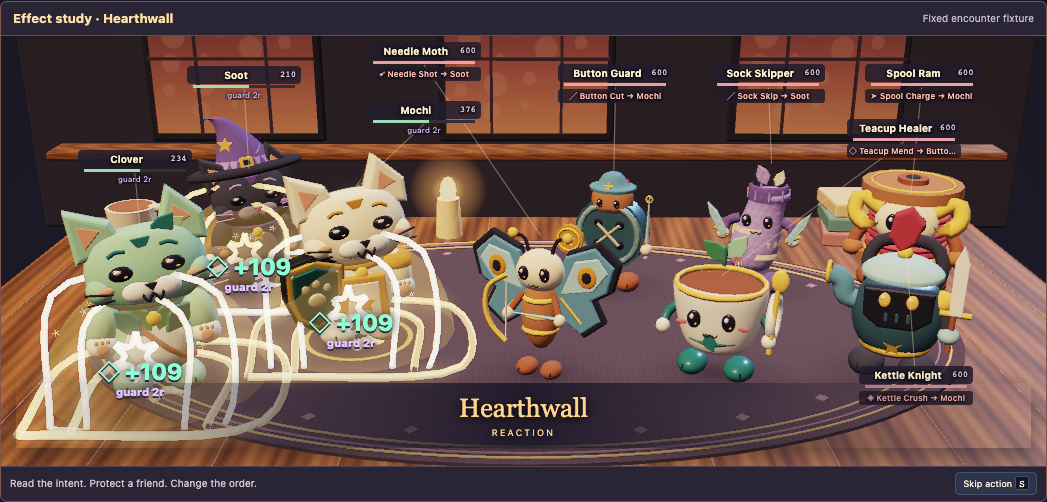 Effect study · Hearthwall
Fixed encounter fixture
Needle Moth 600
Needle Shot → Soot
Soot 210
guard 2r
Button Guard 600
Button Cut → Mochi
Sock Skipper 600
Sock Skip → Soot
Spool Ram 600
Spool Charge → Mochi
Mochi 376
guard 2r
Teacup Healer 600
Teacup Mend → Butto...
Clover 234
guard 2r
+109
guard 2r
+109
guard 2r
+109
guard 2r
Kettle Knight 600
Kettle Crush → Mochi
Hearthwall
REACTION
Read the intent. Protect a friend. Change the order.
Skip action S